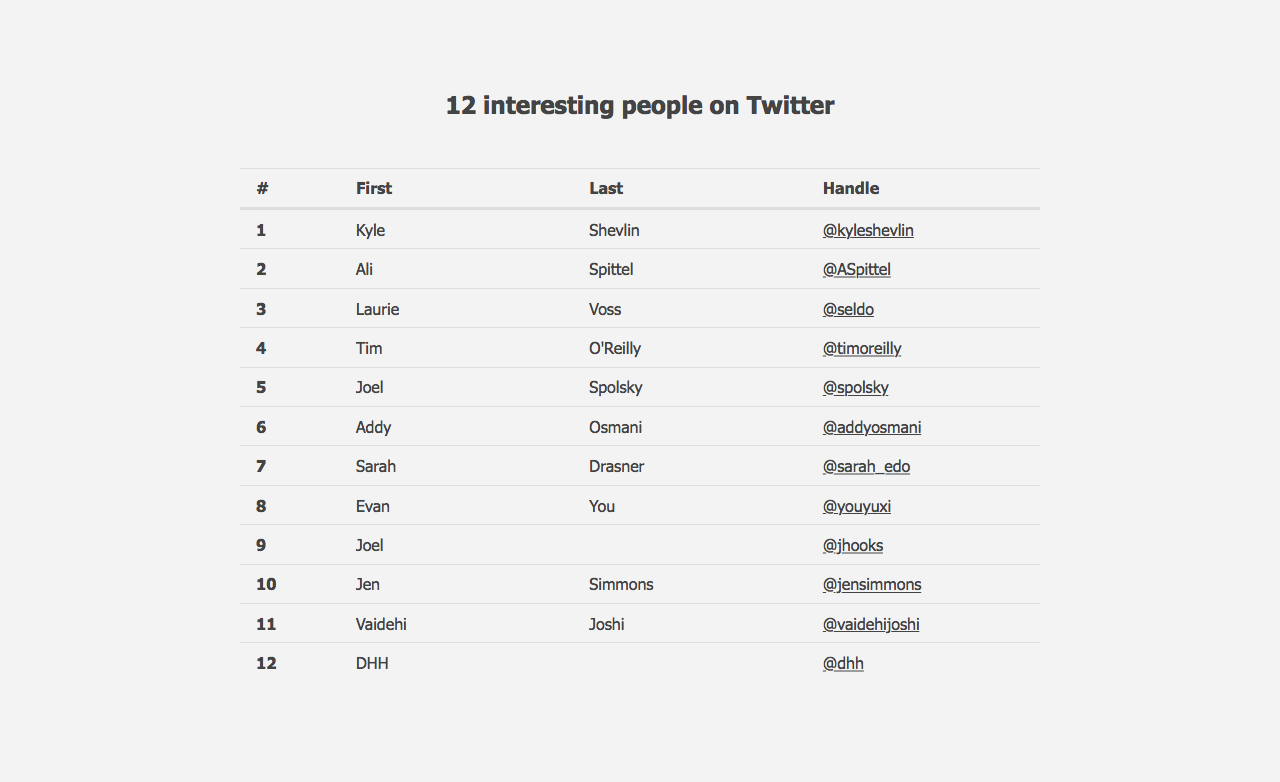 12 interesting people on Twitter
# First Last Handle
1 Kyle Shevlin @kyleshevlin
2 Ali Spittel @ASpittel
3 Laurie Voss @seldo
4 Tim O'Reilly @timoreilly
5 Joel Spolsky @spolsky
6 Addy Osmani @addyosmani
7 Sarah Drasner @sarah_edo
8 Evan You @youyuxi
9 Joel @jhooks
10 Jen Simmons @jensimmons
11 Vaidehi Joshi @vaidehijoshi
12 DHH @dhh